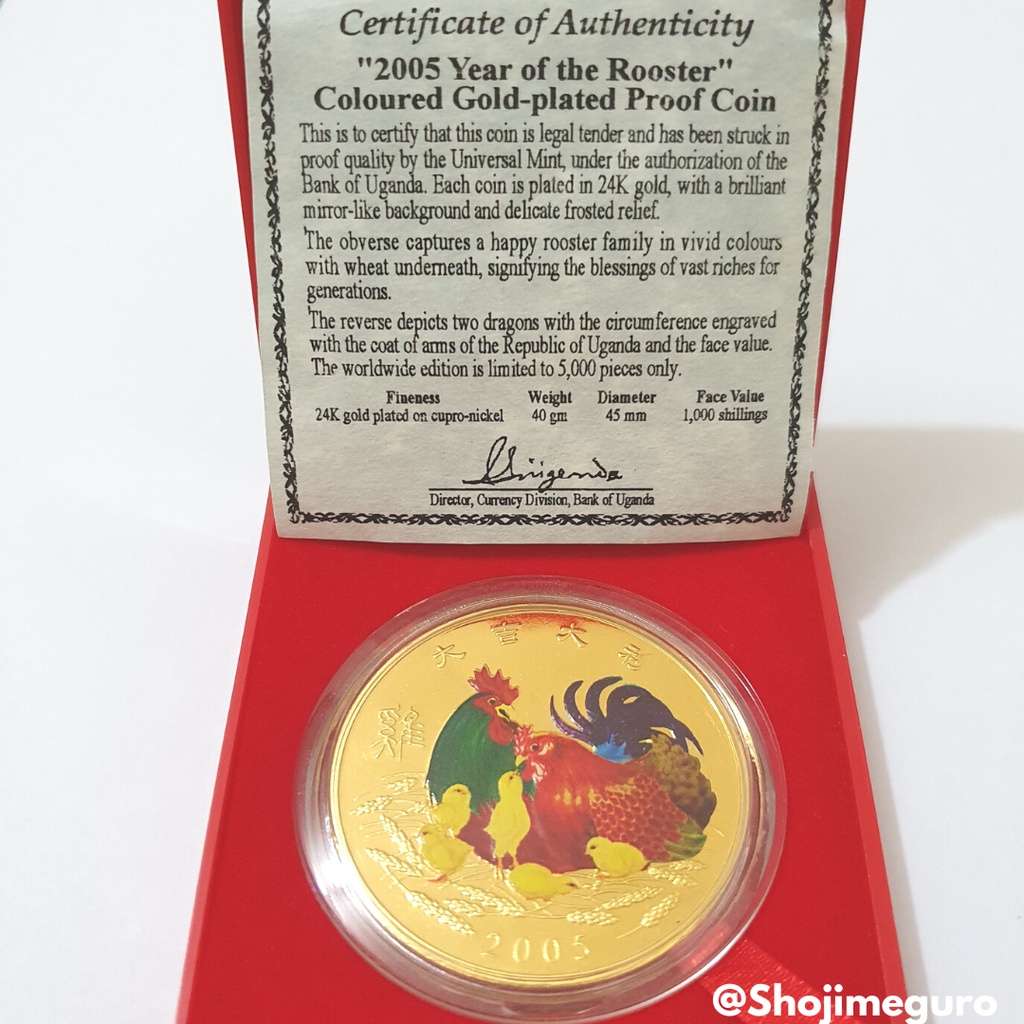 Certificate of Authenticity
"2005 Year of the Rooster"
Coloured Gold-plated Proof Coin
This is to certify that this coin is legal tender and has been struck in
proof quality by the Universal Mint, under the authorization of the
Bank of Uganda. Each coin is plated in 24K gold, with a brilliant
mirror-like background and delicate frosted relief.
The obverse captures a happy rooster family in vivid colours
with wheat underneath, signifying the blessings of vast riches for
generations.
The reverse depicts two dragons with the circumference engraved
with the coat of arms of the Republic of Uganda and the face value.
The worldwide edition is limited to 5,000 pieces only.
Fineness Weight Diameter Face Value
24K gold plated on cupro-nickel 40 gm 45 mm 1,000 shillings
Director, Currency Division, Bank of Uganda
大吉大
2005
@Shojimeguro